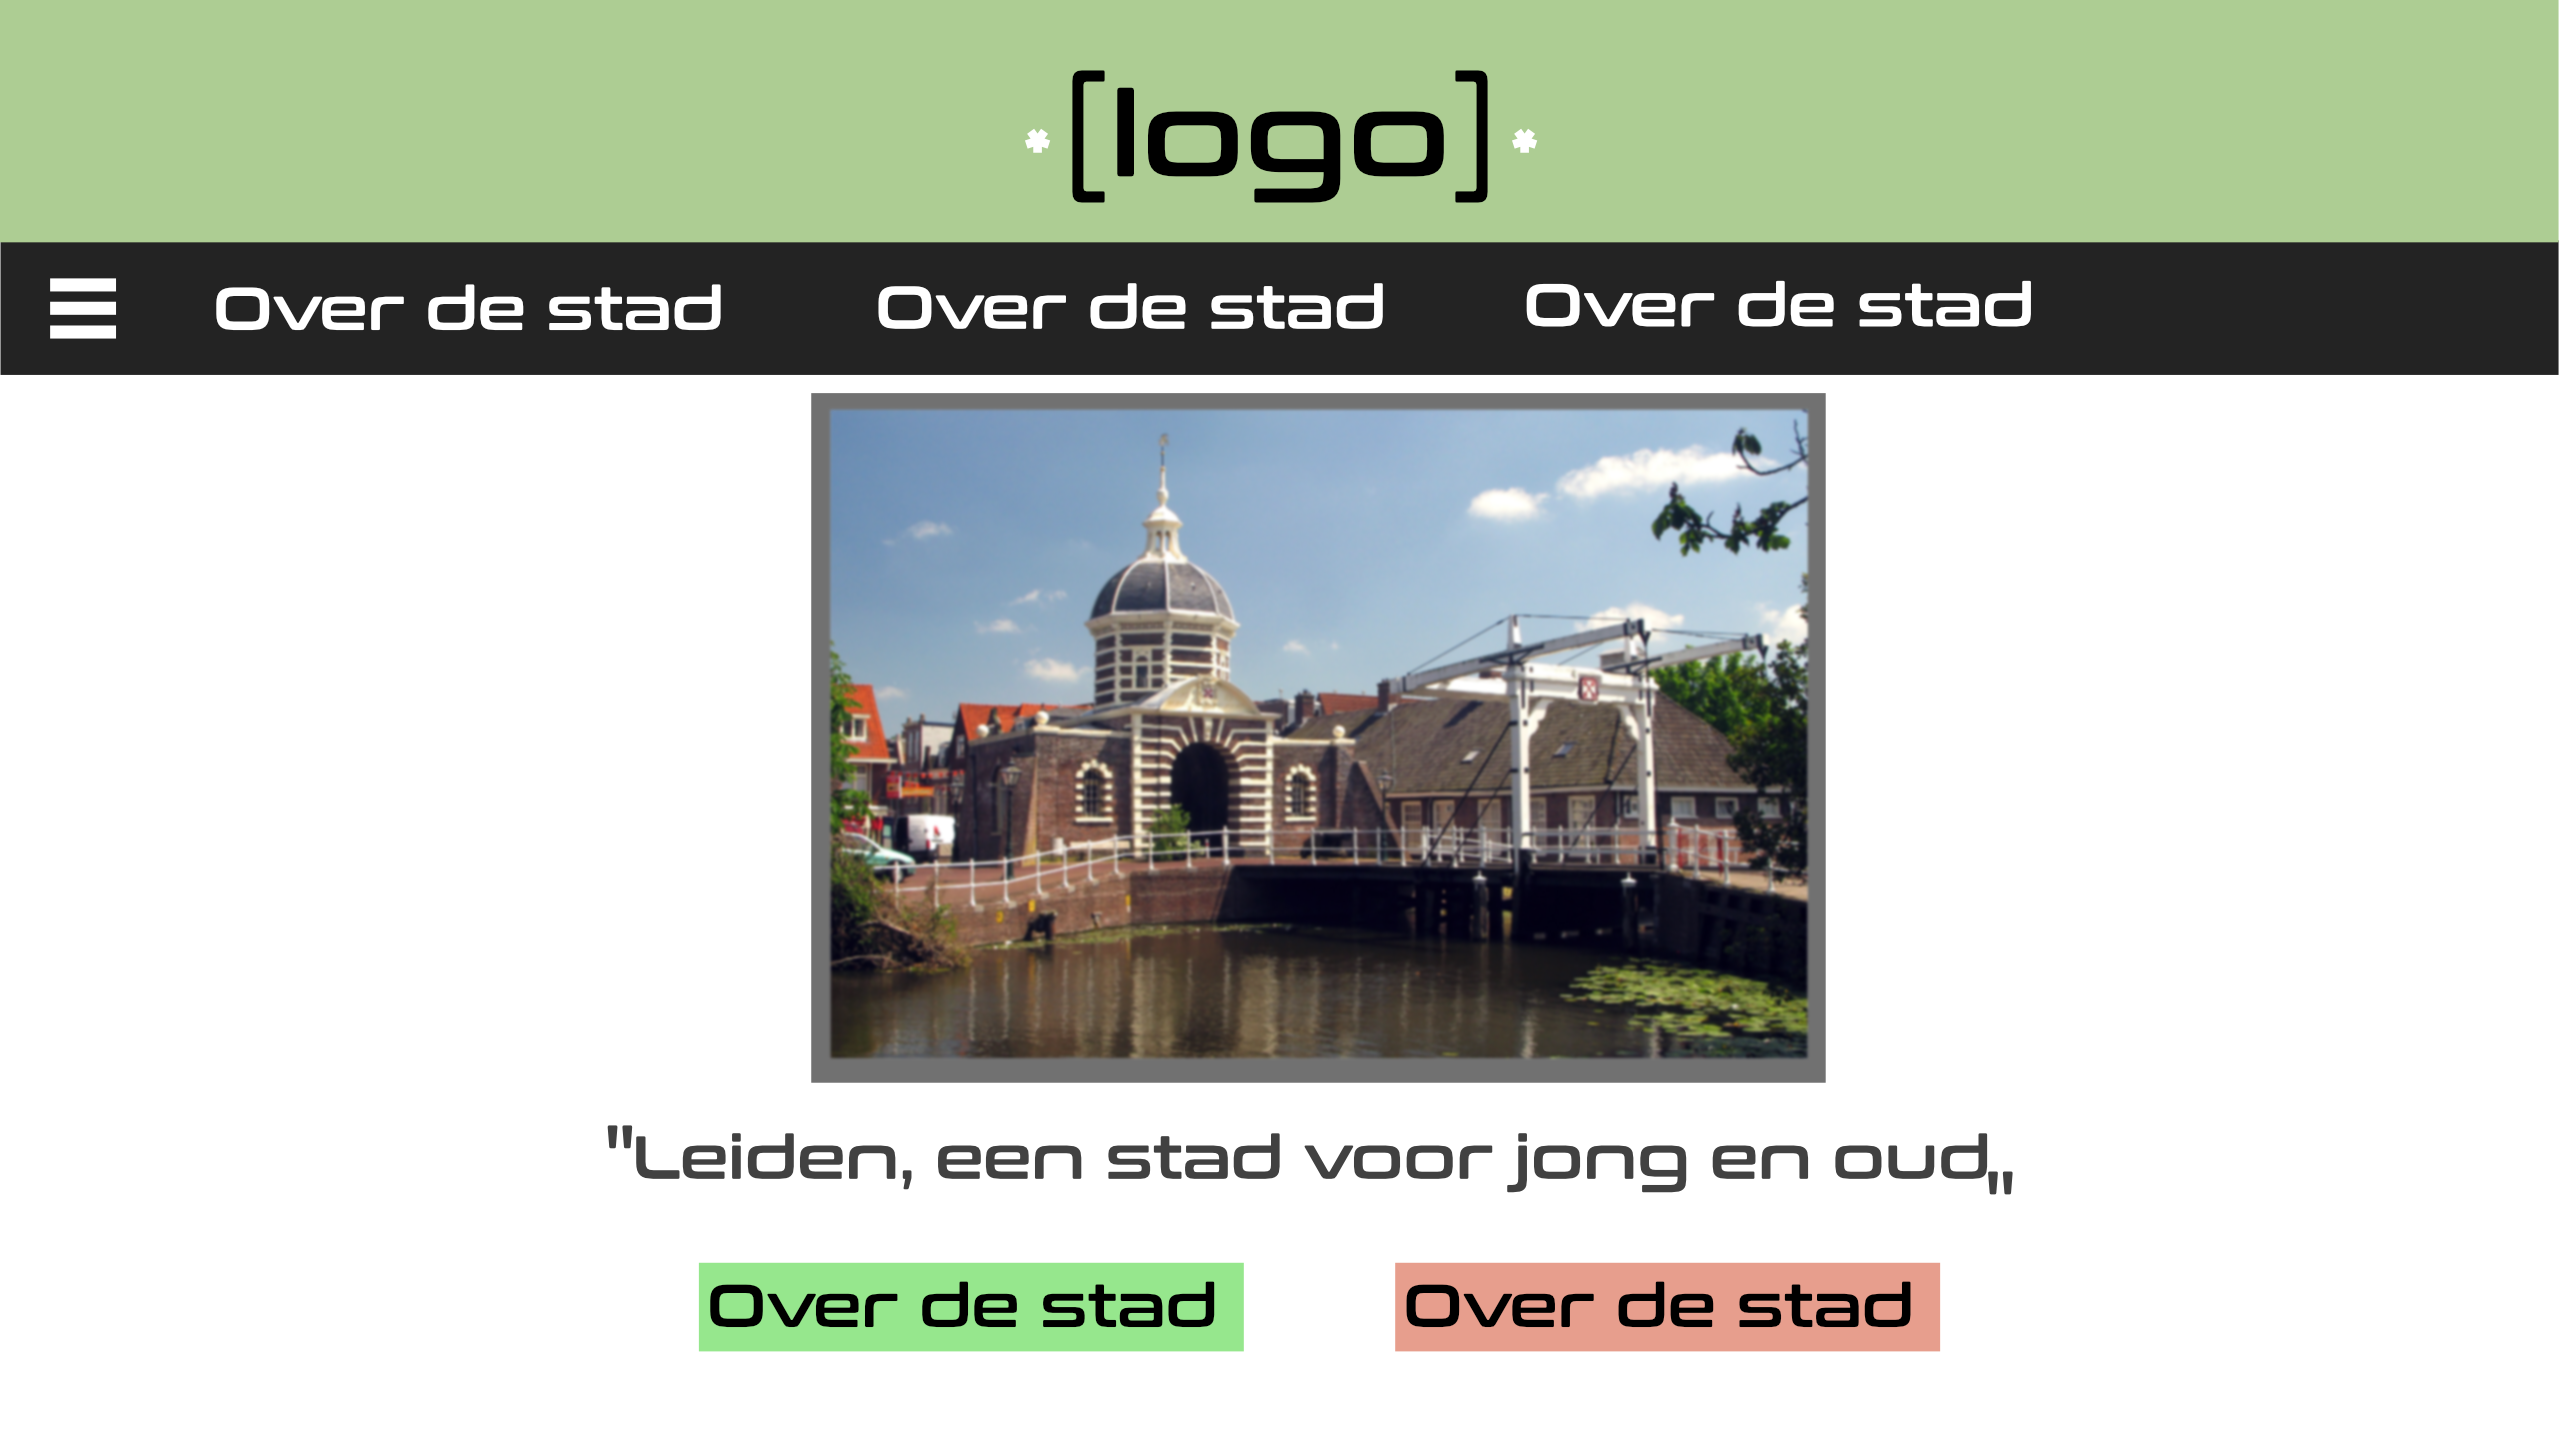 *[logo]*
Over de stad Over de stad Over de stad
"Leiden, een stad voor jong en oud"
Over de stad Over de stad